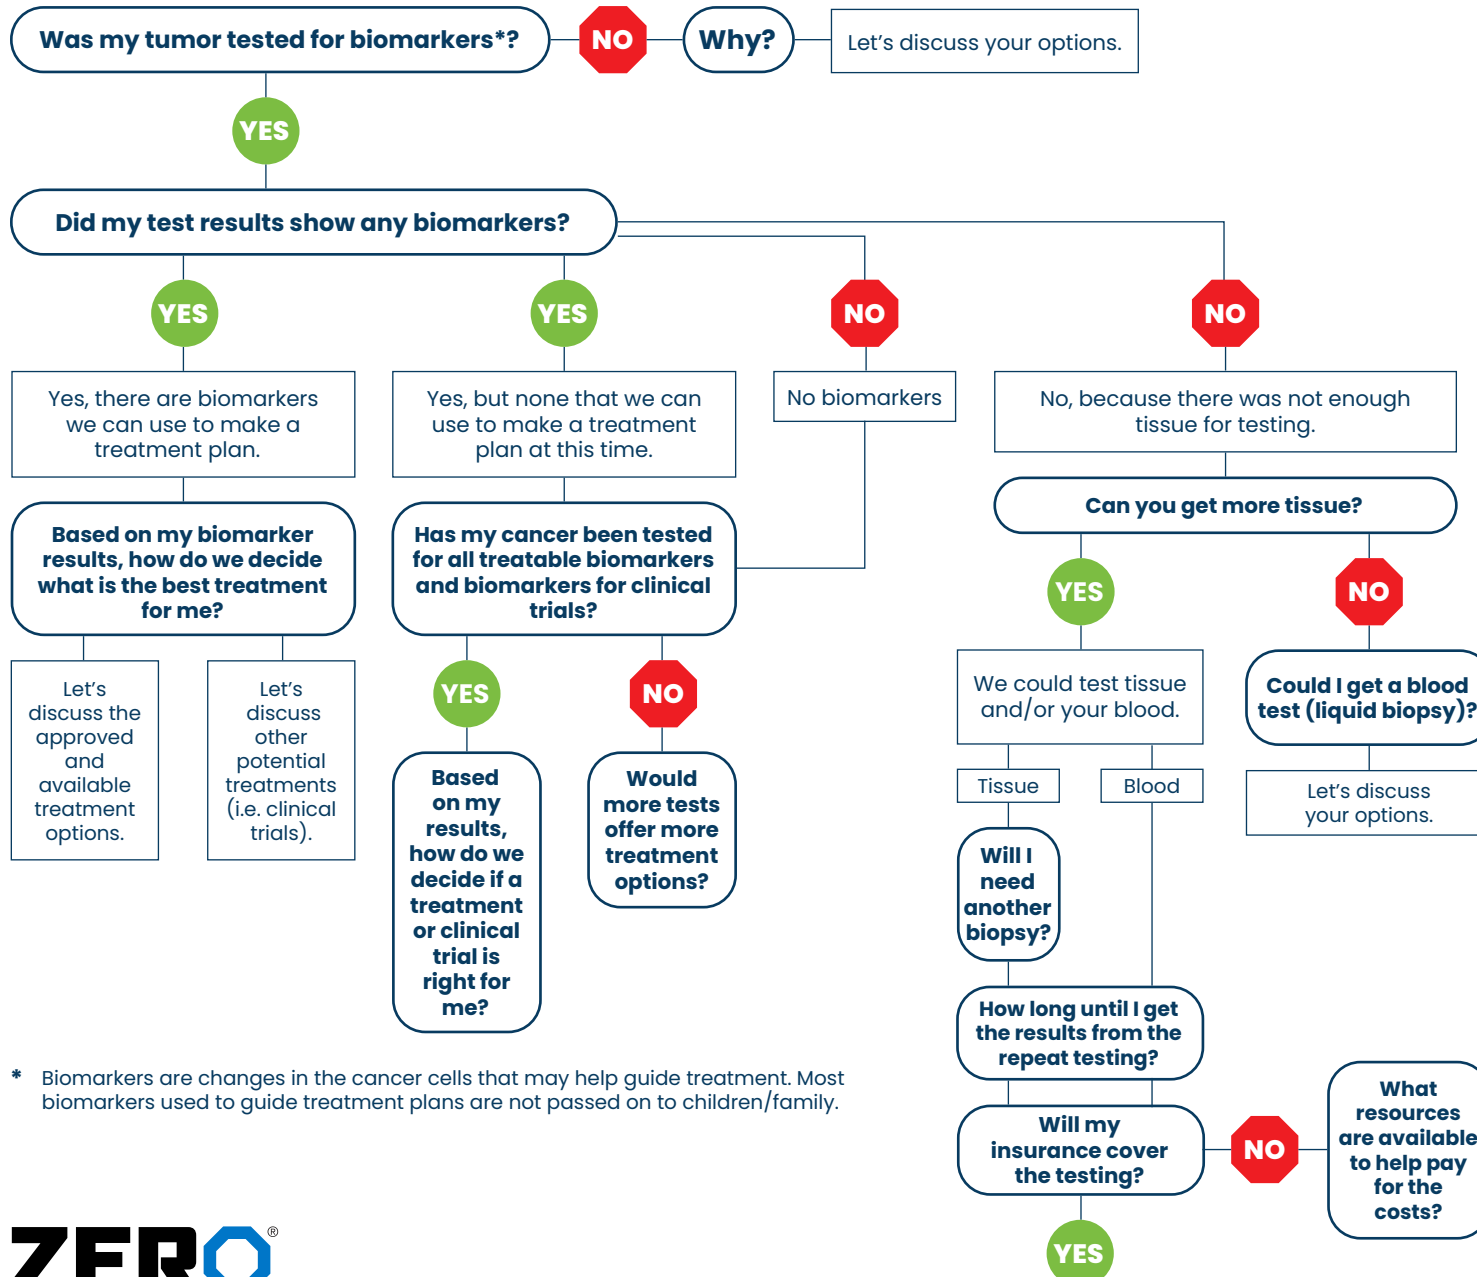 Was my tumor tested for biomarkers*?
NO
Why?
Let's discuss your options.
YES
Did my test results show any biomarkers?
YES
YES
NO
NO
Yes, there are biomarkers
we can use to make a
treatment plan.
Yes, but none that we can
use to make a treatment
plan at this time.
No biomarkers
No, because there was not enough
tissue for testing.
Based on my biomarker
results, how do we decide
what is the best treatment
for me?
Has my cancer been tested
for all treatable biomarkers
and biomarkers for clinical
trials?
Can you get more tissue?
YES
NO
Let's
discuss the
approved
and
available
treatment
options.
Let's
discuss
other
potential
treatments
(i.e. clinical
trials).
YES
NO
We could test tissue
and/or your blood.
Could I get a blood
test (liquid biopsy)?
Based
on my
results,
how do we
decide if a
treatment
or clinical
trial is
right for
me?
Would
more tests
offer more
treatment
options?
Tissue
Blood
Let's discuss
your options.
Will I
need
another
biopsy?
How long until I get
the results from the
repeat testing?
Will my
insurance cover
the testing?
NO
What
resources
are available
to help pay
for the
costs?
YES
* Biomarkers are changes in the cancer cells that may help guide treatment. Most
biomarkers used to guide treatment plans are not passed on to children/family.
ZERO®